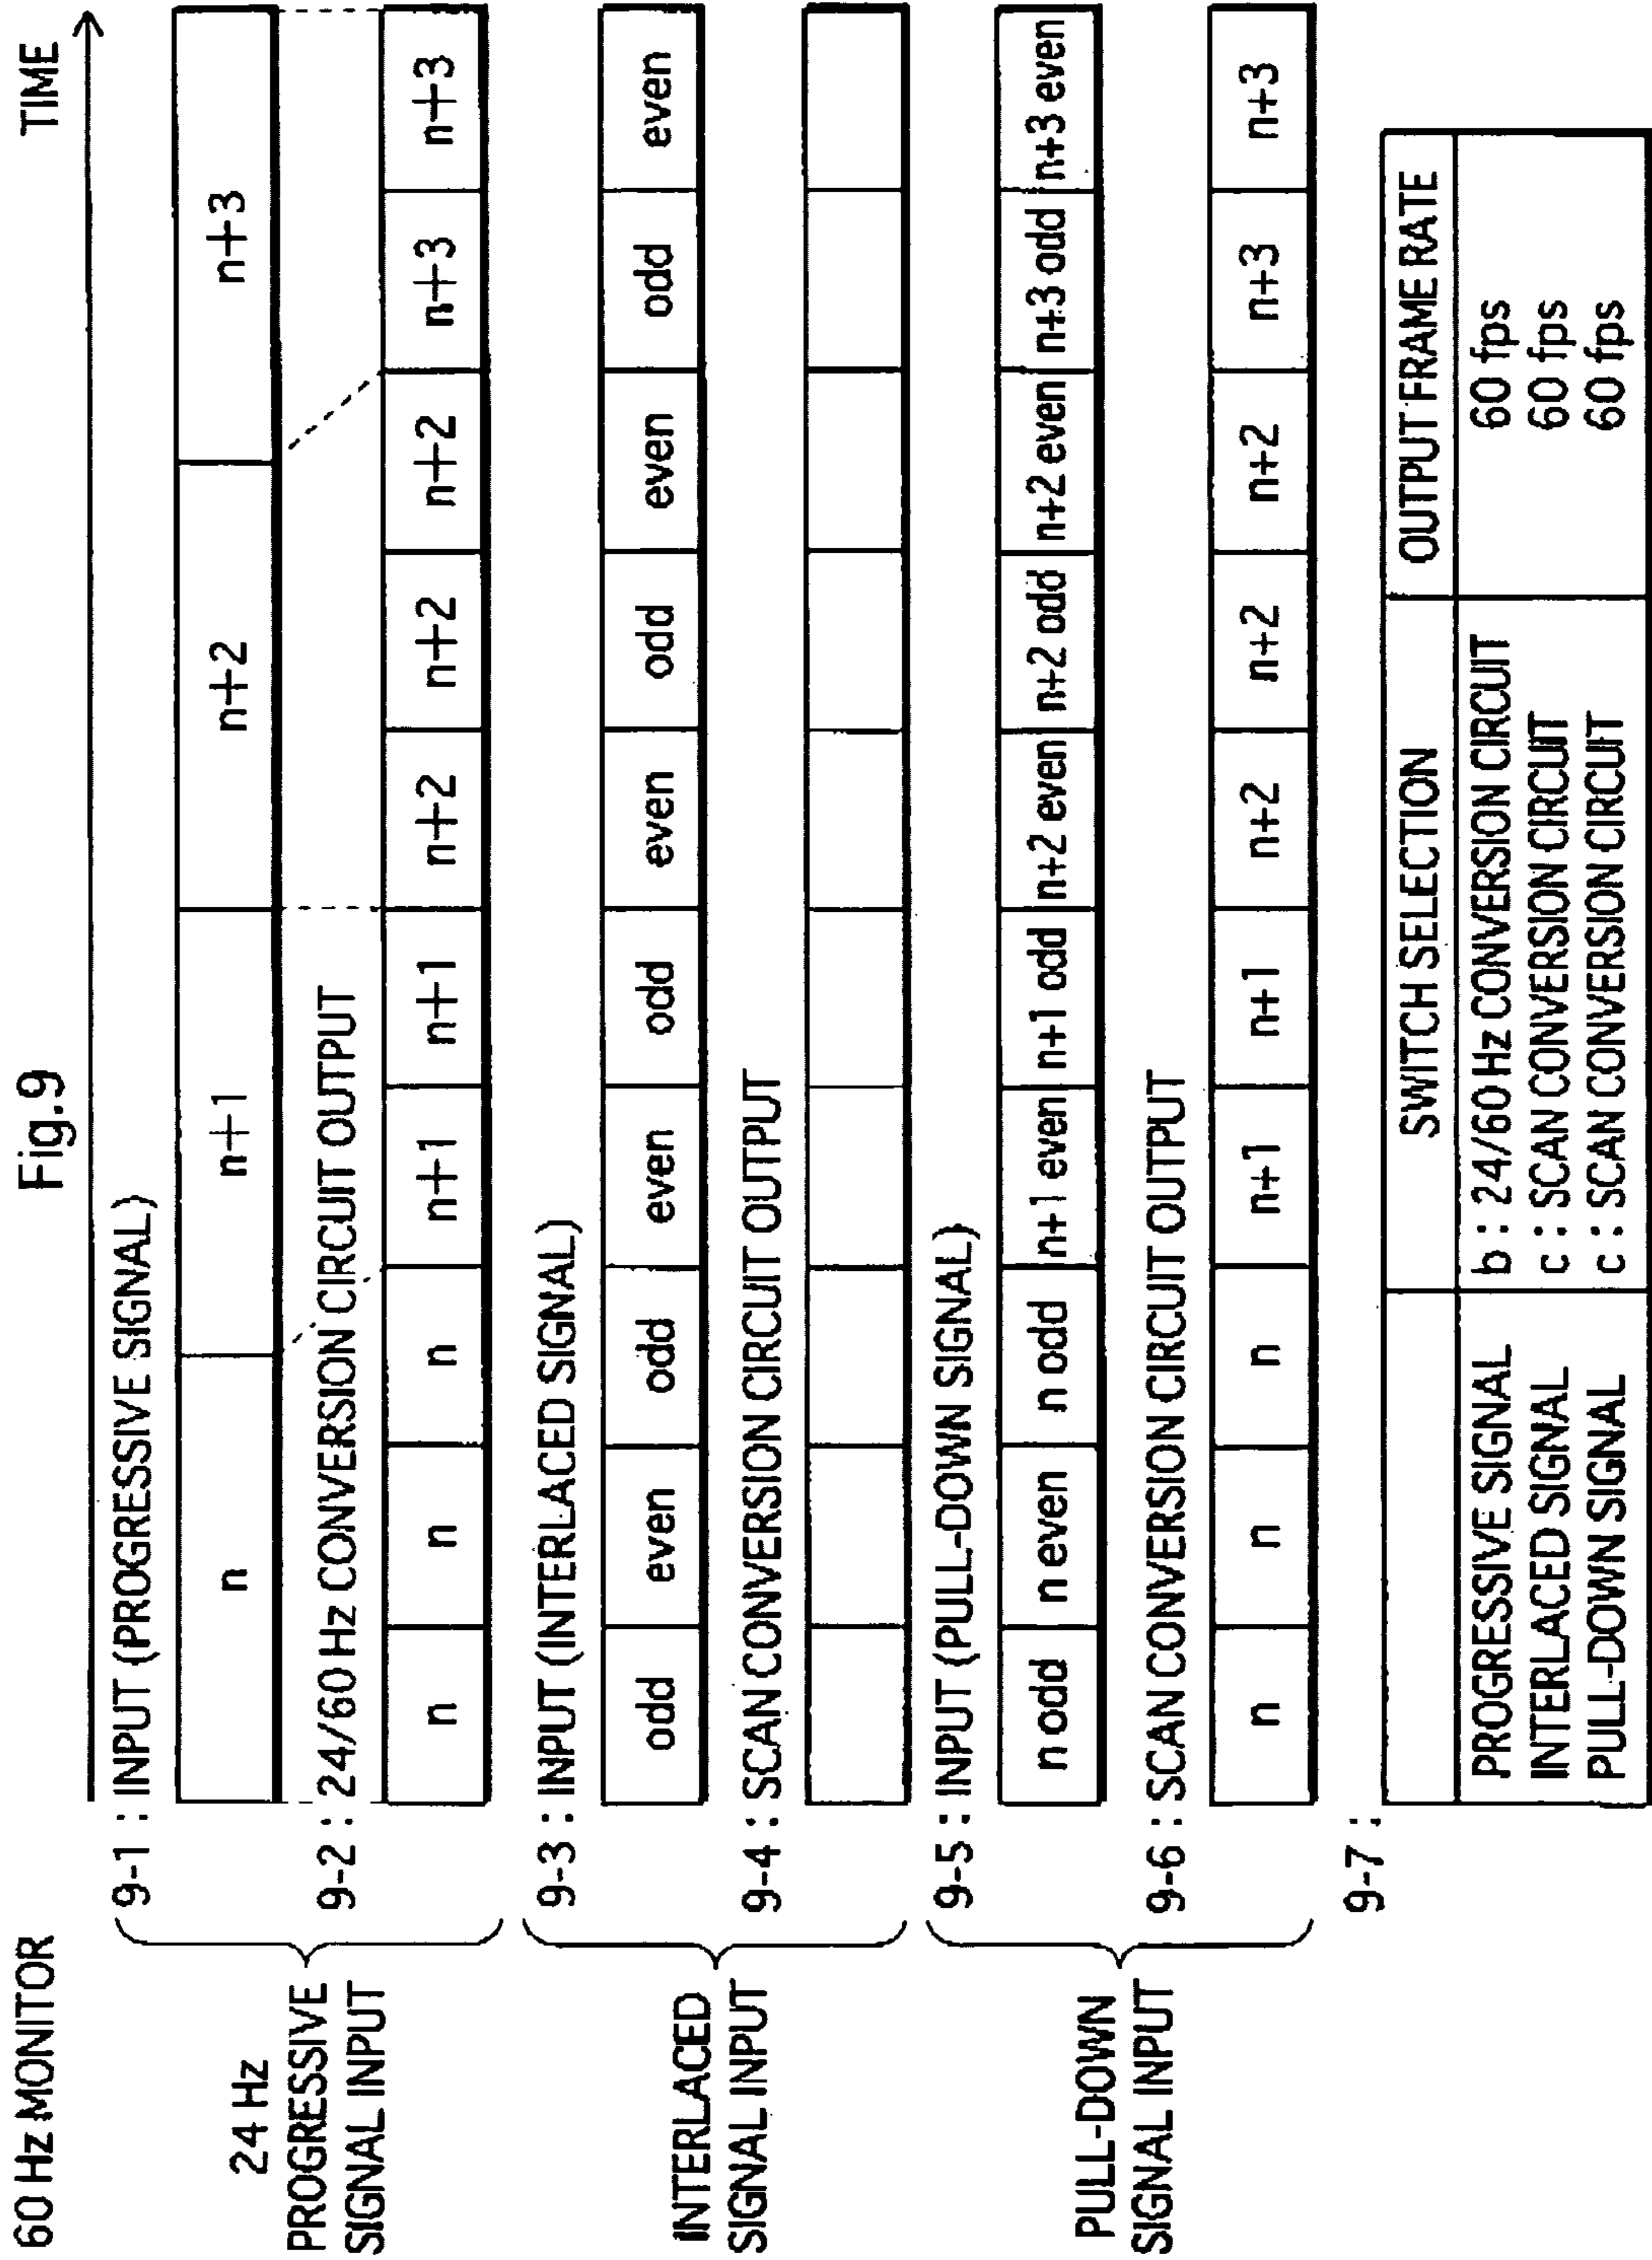 Fig.9
60 Hz MONITOR
TIME
24 Hz
PROGRESSIVE
SIGNAL INPUT
9-1 : INPUT (PROGRESSIVE SIGNAL)
n n+1 n+2 n+3
9-2 : 24/60 Hz CONVERSION CIRCUIT OUTPUT
n n n n+1 n+1 n+2 n+2 n+2 n+3 n+3
INTERLACED
SIGNAL INPUT
9-3 : INPUT (INTERLACED SIGNAL)
odd even odd even odd even odd even odd even
9-4 : SCAN CONVERSION CIRCUIT OUTPUT
PULL-DOWN
SIGNAL INPUT
9-5 : INPUT (PULL-DOWN SIGNAL)
n odd n even n odd n+1 even n+1 odd n+2 even n+2 odd n+2 even n+3 odd n+3 even
9-6 : SCAN CONVERSION CIRCUIT OUTPUT
n n n n+1 n+1 n+2 n+2 n+2 n+3 n+3
9-7 :
SWITCH SELECTION OUTPUT FRAME RATE
PROGRESSIVE SIGNAL b : 24/60 Hz CONVERSION CIRCUIT 60 fps
INTERLACED SIGNAL c : SCAN CONVERSION CIRCUIT 60 fps
PULL-DOWN SIGNAL c : SCAN CONVERSION CIRCUIT 60 fps